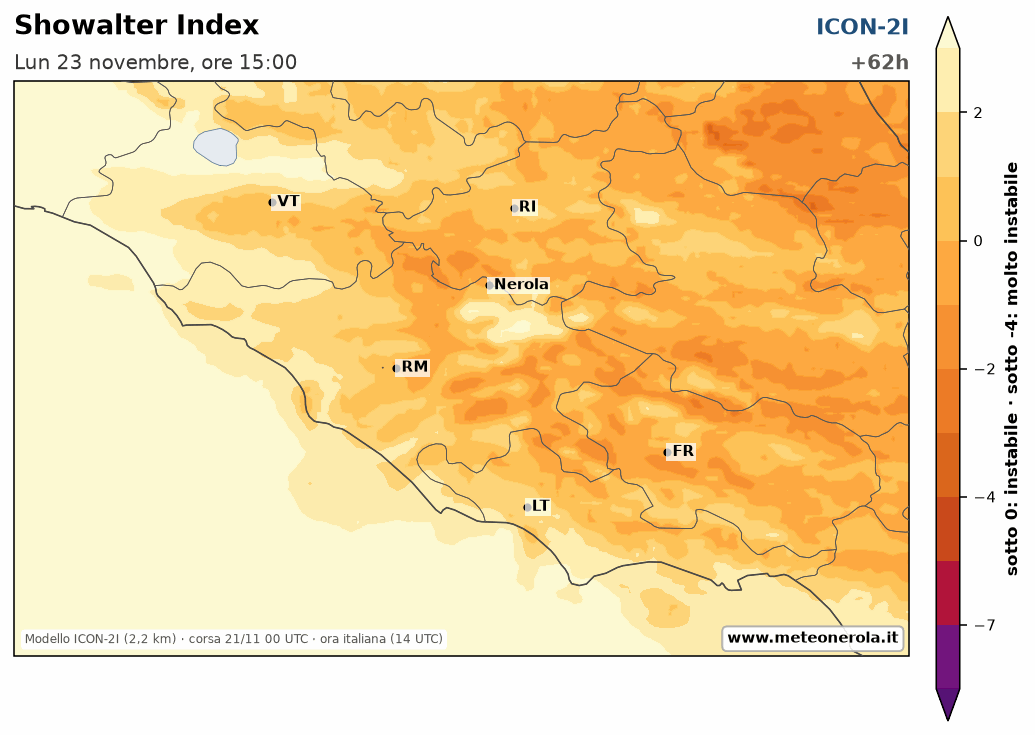 Showalter Index
ICON-2I
Lun 23 novembre, ore 15:00
+62h
VT
RI
Nerola
RM
FR
LT
Modello ICON-2I (2,2 km) · corsa 21/11 00 UTC · ora italiana (14 UTC)
www.meteonerola.it
2
0
−2
−4
−7
sotto 0: instabile · sotto -4: molto instabile